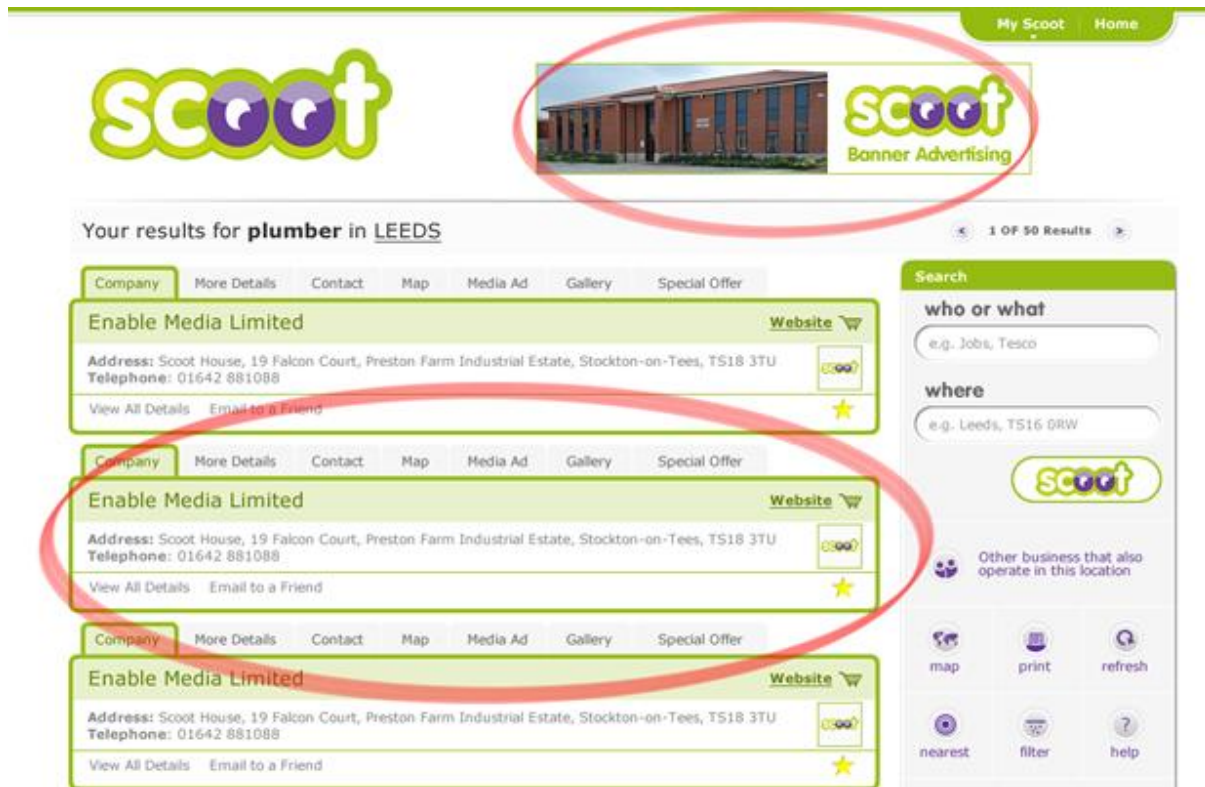 My Scoot Home
scoot
scoot
Banner Advertising
Your results for plumber in LEEDS
1 OF 50 Results
Company More Details Contact Map Media Ad Gallery Special Offer
Enable Media Limited Website
Address: Scoot House, 19 Falcon Court, Preston Farm Industrial Estate, Stockton-on-Tees, TS18 3TU
Telephone: 01642 881088
scoot
View All Details Email to a Friend
Company More Details Contact Map Media Ad Gallery Special Offer
Enable Media Limited Website
Address: Scoot House, 19 Falcon Court, Preston Farm Industrial Estate, Stockton-on-Tees, TS18 3TU
Telephone: 01642 881088
scoot
View All Details Email to a Friend
Company More Details Contact Map Media Ad Gallery Special Offer
Enable Media Limited Website
Address: Scoot House, 19 Falcon Court, Preston Farm Industrial Estate, Stockton-on-Tees, TS18 3TU
Telephone: 01642 881088
scoot
View All Details Email to a Friend
Search
who or what
e.g. Jobs, Tesco
where
e.g. Leeds, TS16 0RW
scoot
Other business that also
operate in this location
map print refresh
nearest filter help